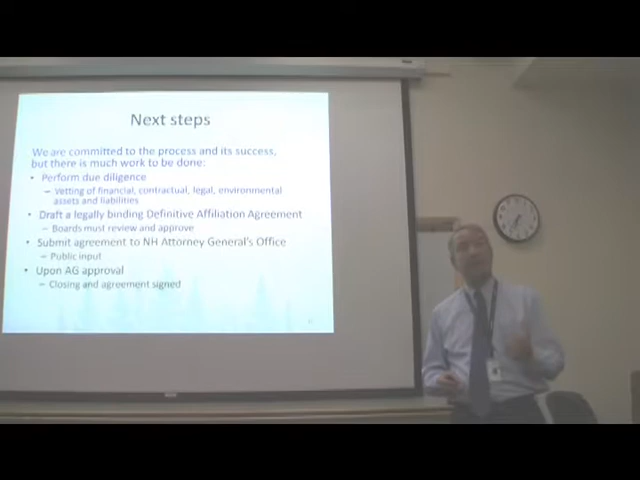 Next steps
We are committed to the process and its success,
but there is much work to be done:
• Perform due diligence
– Vetting of financial, contractual, legal, environmental
assets and liabilities
• Draft a legally binding Definitive Affiliation Agreement
– Boards must review and approve
• Submit agreement to NH Attorney General's Office
– Public input
• Upon AG approval
– Closing and agreement signed